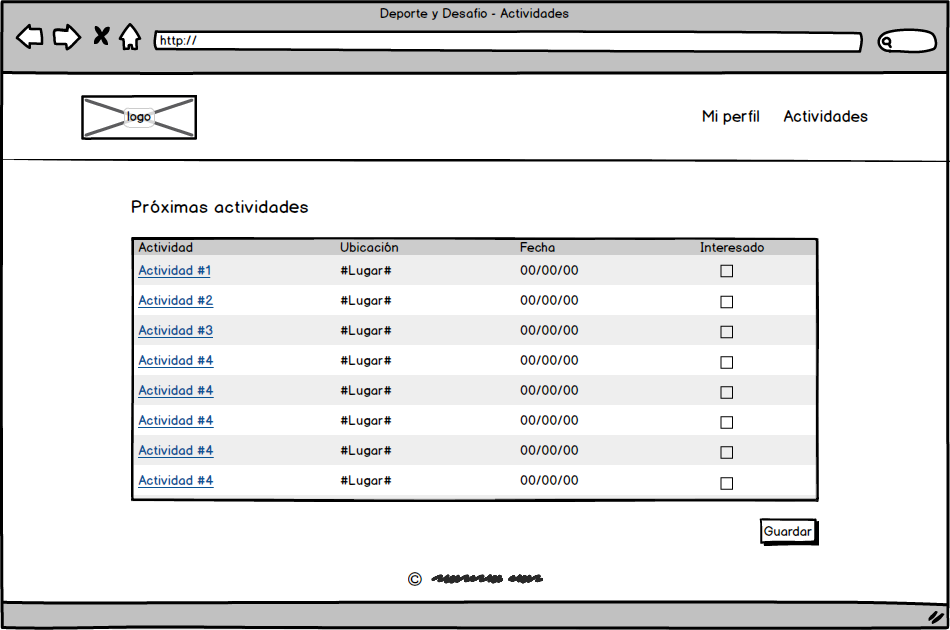 Deporte y Desafio - Actividades
http://
logo
Mi perfil Actividades
Próximas actividades
Actividad Ubicación Fecha Interesado
Actividad #1 #Lugar# 00/00/00
Actividad #2 #Lugar# 00/00/00
Actividad #3 #Lugar# 00/00/00
Actividad #4 #Lugar# 00/00/00
Actividad #4 #Lugar# 00/00/00
Actividad #4 #Lugar# 00/00/00
Actividad #4 #Lugar# 00/00/00
Actividad #4 #Lugar# 00/00/00
Guardar
©